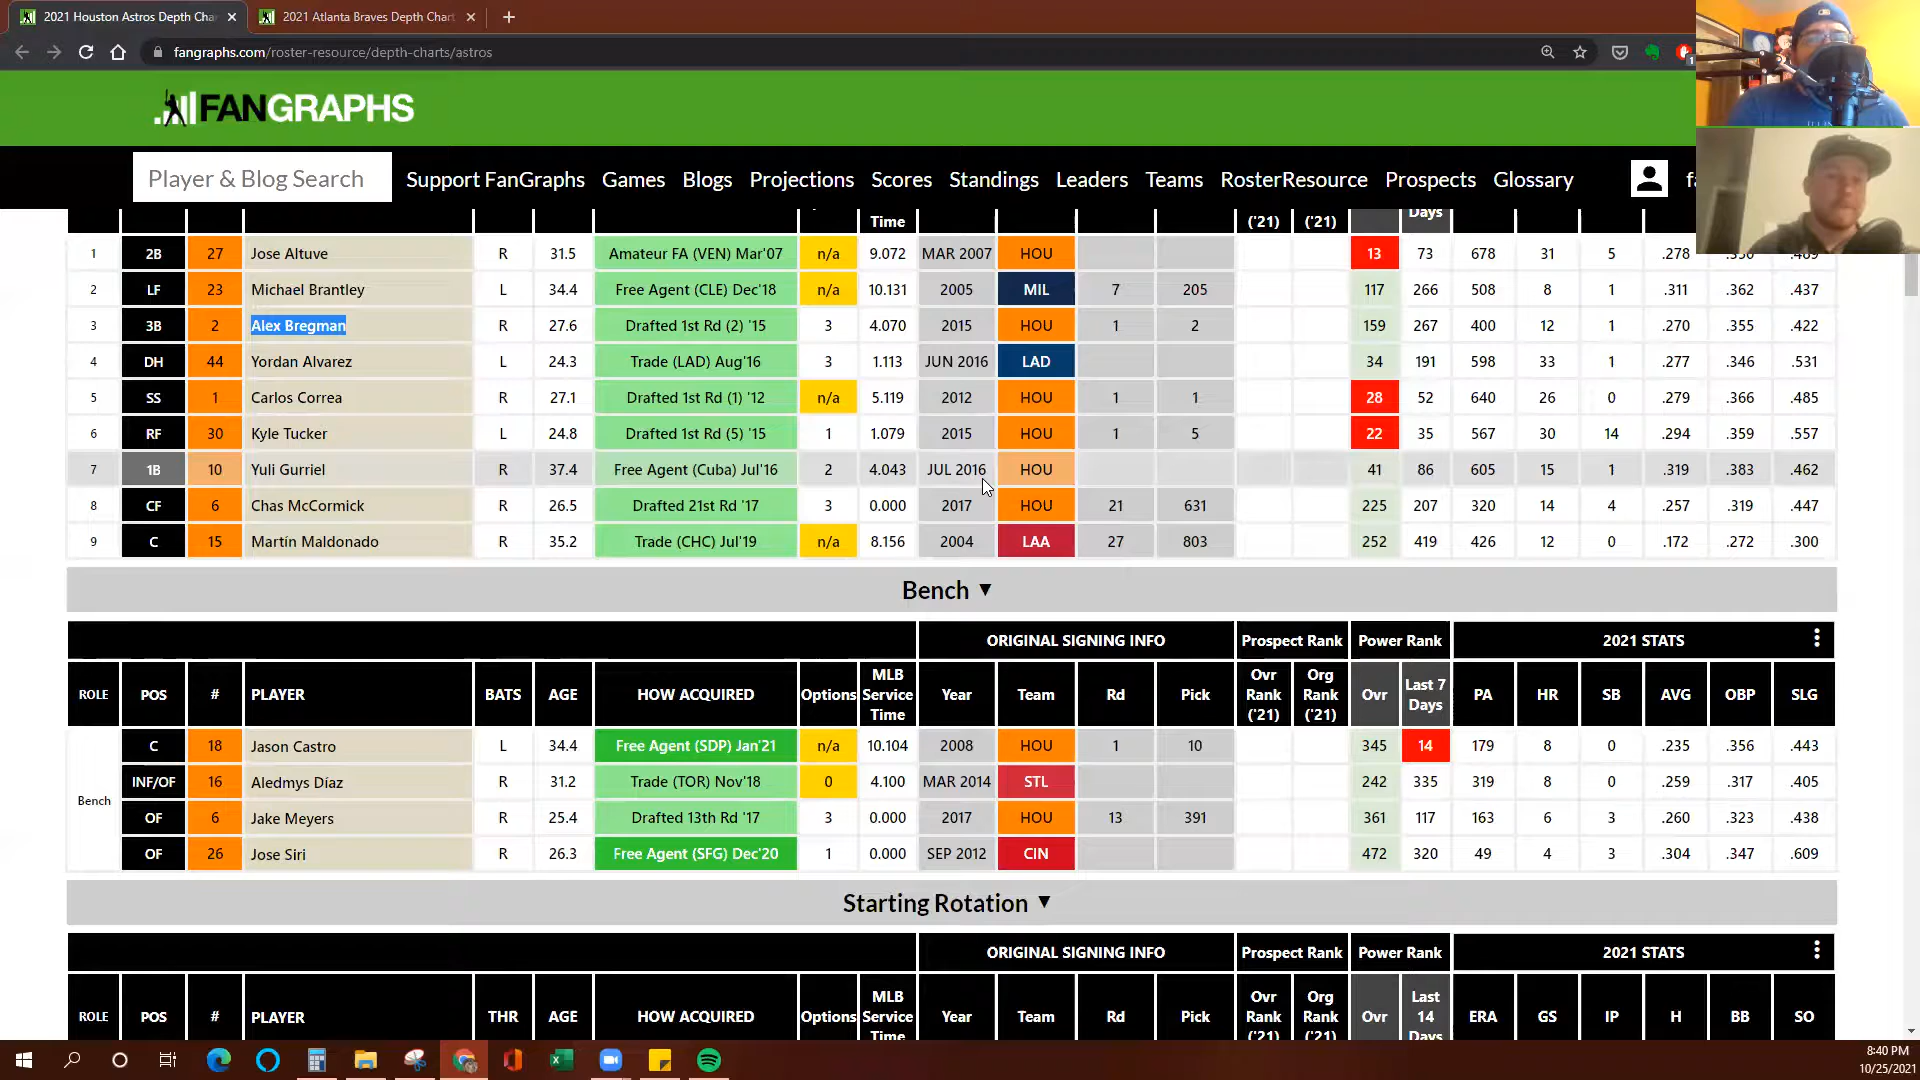 2021 Houston Astros Depth Cha
2021 Atlanta Braves Depth Chart
fangraphs.com/roster-resource/depth-charts/astros
FANGRAPHS
Player & Blog Search Support FanGraphs Games Blogs Projections Scores Standings Leaders Teams RosterResource Prospects Glossary fa
Time ('21) ('21) Days
1 2B 27 Jose Altuve R 31.5 Amateur FA (VEN) Mar'07 n/a 9.072 MAR 2007 HOU 13 73 678 31 5 .278
2 LF 23 Michael Brantley L 34.4 Free Agent (CLE) Dec'18 n/a 10.131 2005 MIL 7 205 117 266 508 8 1 .311 .362 .437
3 3B 2 Alex Bregman R 27.6 Drafted 1st Rd (2) '15 3 4.070 2015 HOU 1 2 159 267 400 12 1 .270 .355 .422
4 DH 44 Yordan Alvarez L 24.3 Trade (LAD) Aug'16 3 1.113 JUN 2016 LAD 34 191 598 33 1 .277 .346 .531
5 SS 1 Carlos Correa R 27.1 Drafted 1st Rd (1) '12 n/a 5.119 2012 HOU 1 1 28 52 640 26 0 .279 .366 .485
6 RF 30 Kyle Tucker L 24.8 Drafted 1st Rd (5) '15 1 1.079 2015 HOU 1 5 22 35 567 30 14 .294 .359 .557
7 1B 10 Yuli Gurriel R 37.4 Free Agent (Cuba) Jul'16 2 4.043 JUL 2016 HOU 41 86 605 15 1 .319 .383 .462
8 CF 6 Chas McCormick R 26.5 Drafted 21st Rd '17 3 0.000 2017 HOU 21 631 225 207 320 14 4 .257 .319 .447
9 C 15 Martín Maldonado R 35.2 Trade (CHC) Jul'19 n/a 8.156 2004 LAA 27 803 252 419 426 12 0 .172 .272 .300
Bench ▼
ORIGINAL SIGNING INFO Prospect Rank Power Rank 2021 STATS
ROLE POS # PLAYER BATS AGE HOW ACQUIRED Options MLB Service Time Year Team Rd Pick Ovr Rank ('21) Org Rank ('21) Ovr Last 7 Days PA HR SB AVG OBP SLG
Bench
C 18 Jason Castro L 34.4 Free Agent (SDP) Jan'21 n/a 10.104 2008 HOU 1 10 345 14 179 8 0 .235 .356 .443
INF/OF 16 Aledmys Díaz R 31.2 Trade (TOR) Nov'18 0 4.100 MAR 2014 STL 242 335 319 8 0 .259 .317 .405
OF 6 Jake Meyers R 25.4 Drafted 13th Rd '17 3 0.000 2017 HOU 13 391 361 117 163 6 3 .260 .323 .438
OF 26 Jose Siri R 26.3 Free Agent (SFG) Dec'20 1 0.000 SEP 2012 CIN 472 320 49 4 3 .304 .347 .609
Starting Rotation ▼
ORIGINAL SIGNING INFO Prospect Rank Power Rank 2021 STATS
ROLE POS # PLAYER THR AGE HOW ACQUIRED Options MLB Service Time Year Team Rd Pick Ovr Rank ('21) Org Rank ('21) Ovr Last 14 Days ERA GS IP H BB SO
8:40 PM
10/25/2021